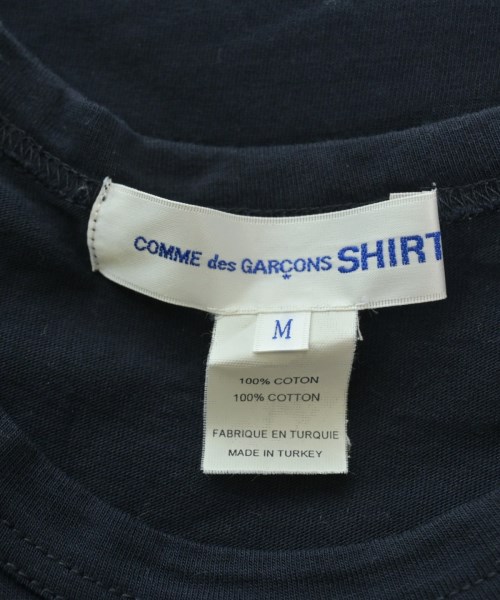 COMME des GARÇONS SHIRT
M
100% COTON
100% COTTON
FABRIQUE EN TURQUIE
MADE IN TURKEY